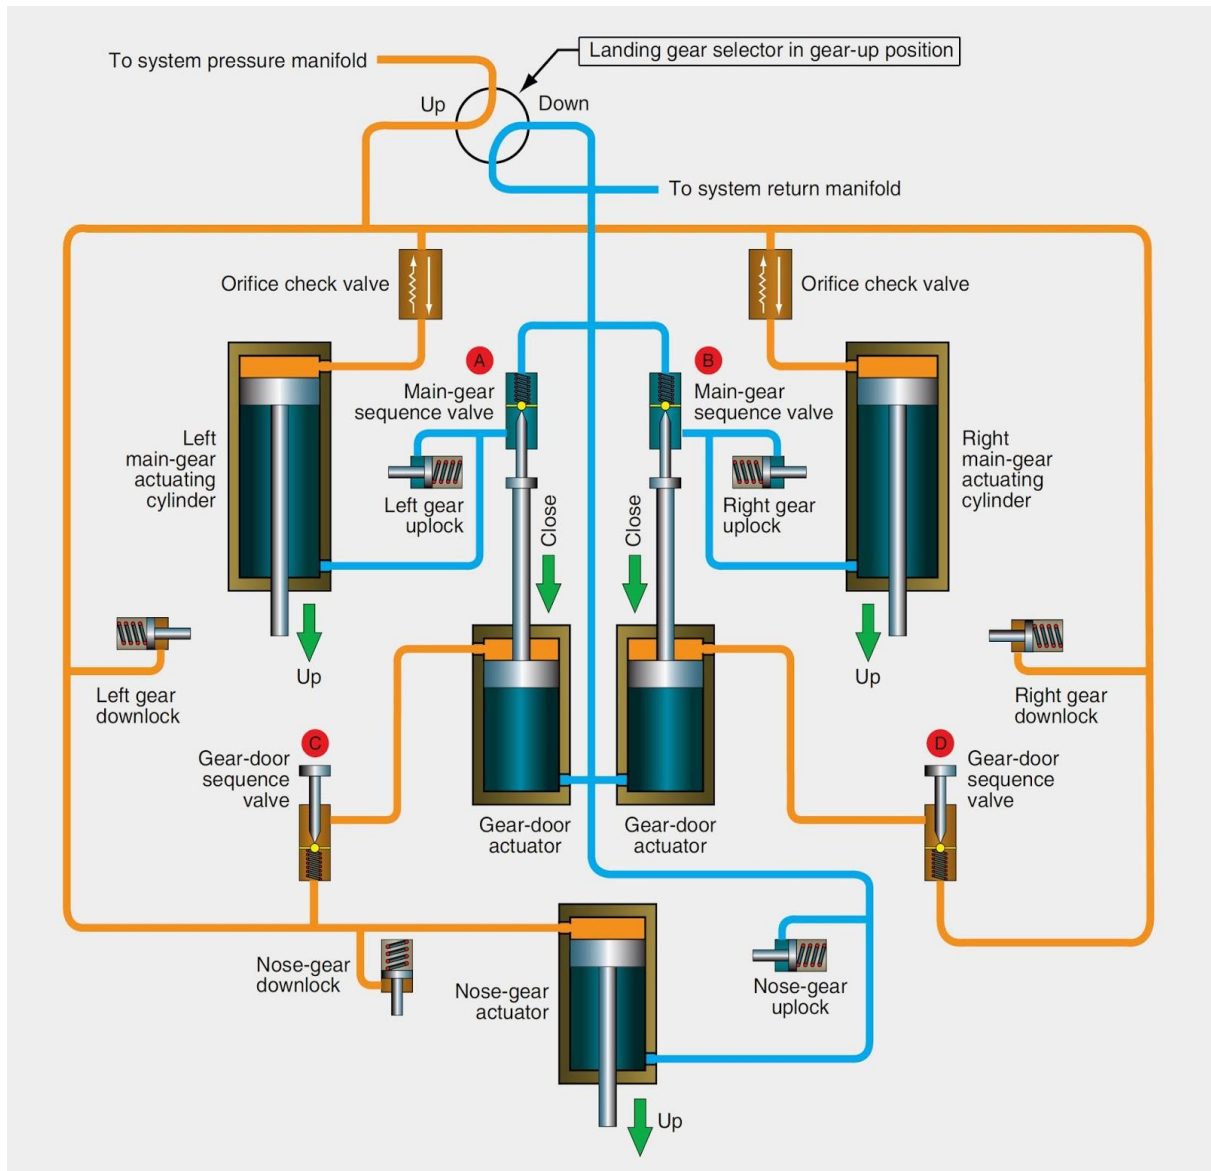 Landing gear selector in gear-up position
To system pressure manifold
Up
Down
To system return manifold
Orifice check valve
Orifice check valve
A
Main-gear
sequence valve
B
Main-gear
sequence valve
Left
main-gear
actuating
cylinder
Right
main-gear
actuating
cylinder
Left gear
uplock
Close
Close
Right gear
uplock
Up
Up
Left gear
downlock
Right gear
downlock
C
Gear-door
sequence
valve
D
Gear-door
sequence
valve
Gear-door
actuator
Gear-door
actuator
Nose-gear
downlock
Nose-gear
actuator
Nose-gear
uplock
Up